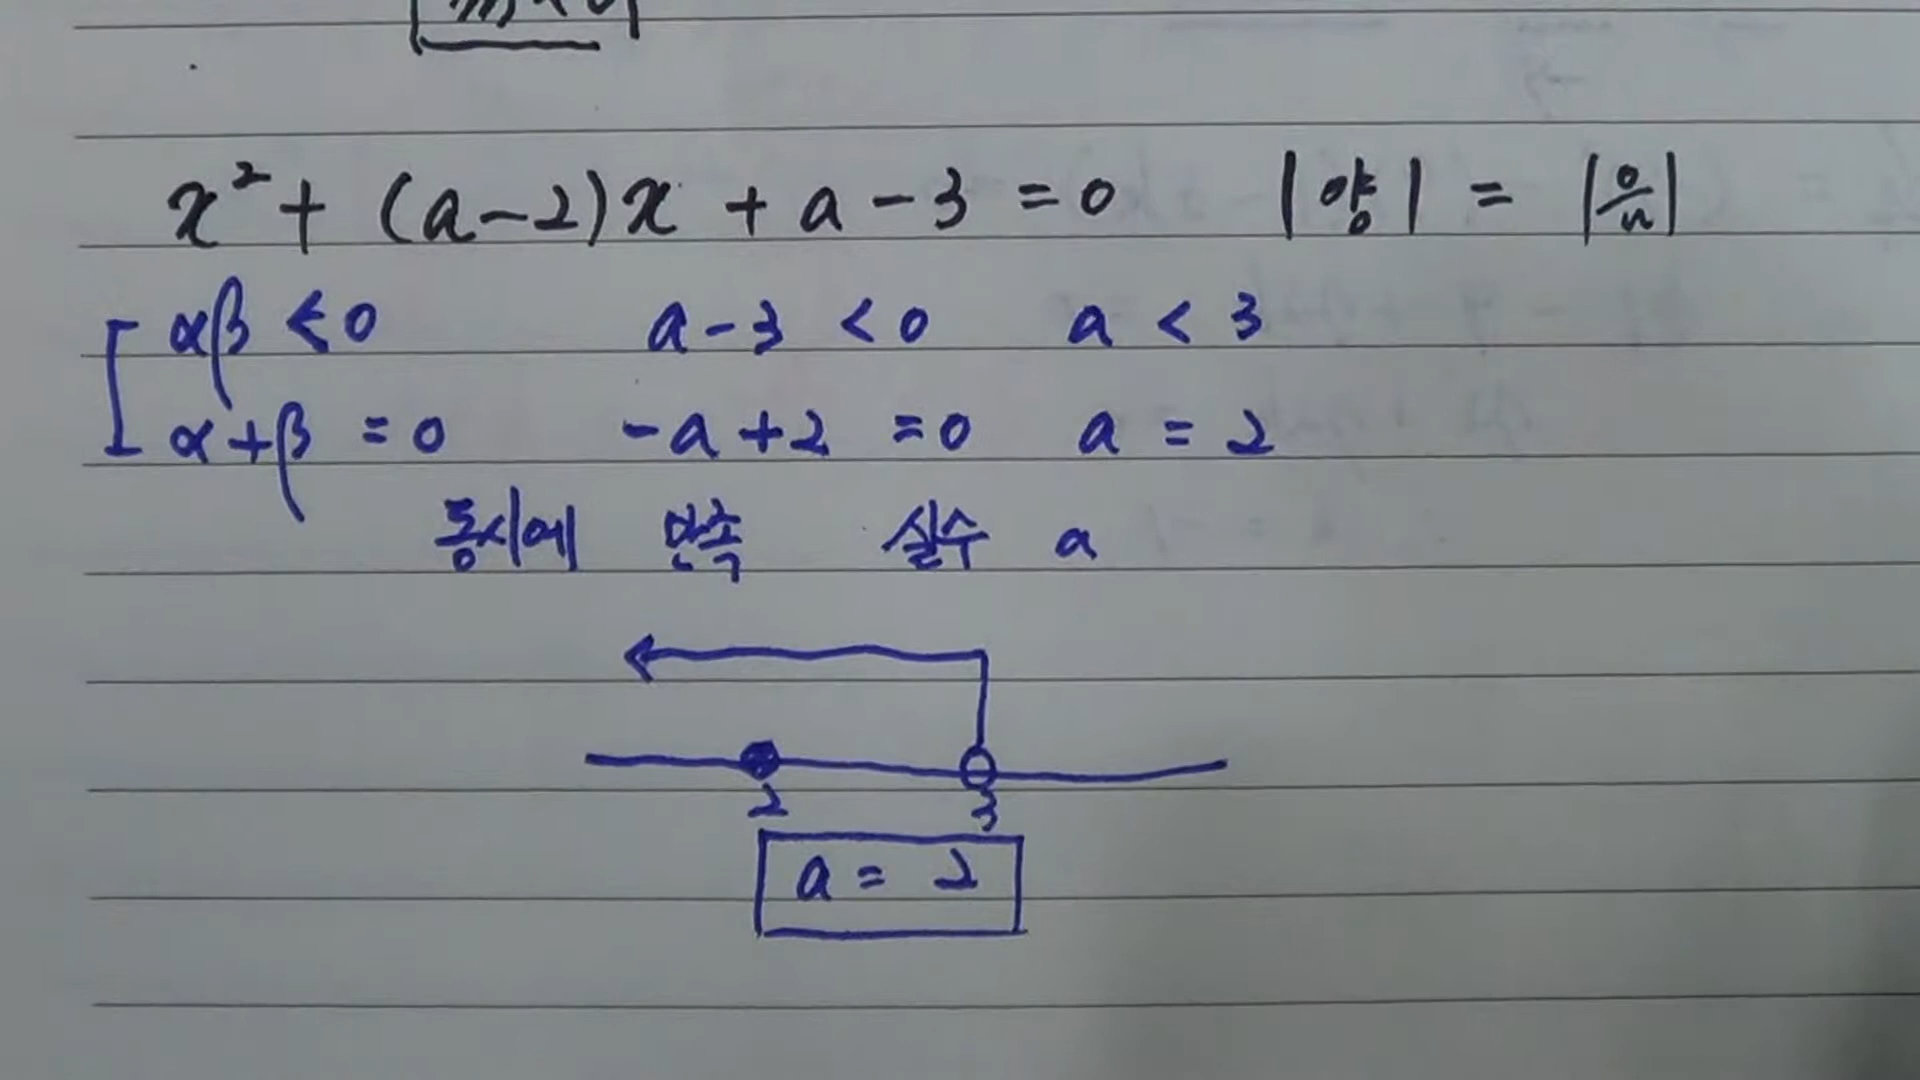 x² + (a-2)x + a - 3 = 0 |양| = |음|
αβ < 0 a - 3 < 0 a < 3
α + β = 0 -a + 2 = 0 a = 2
동시에 만족 실수 a
2 3
a = 2